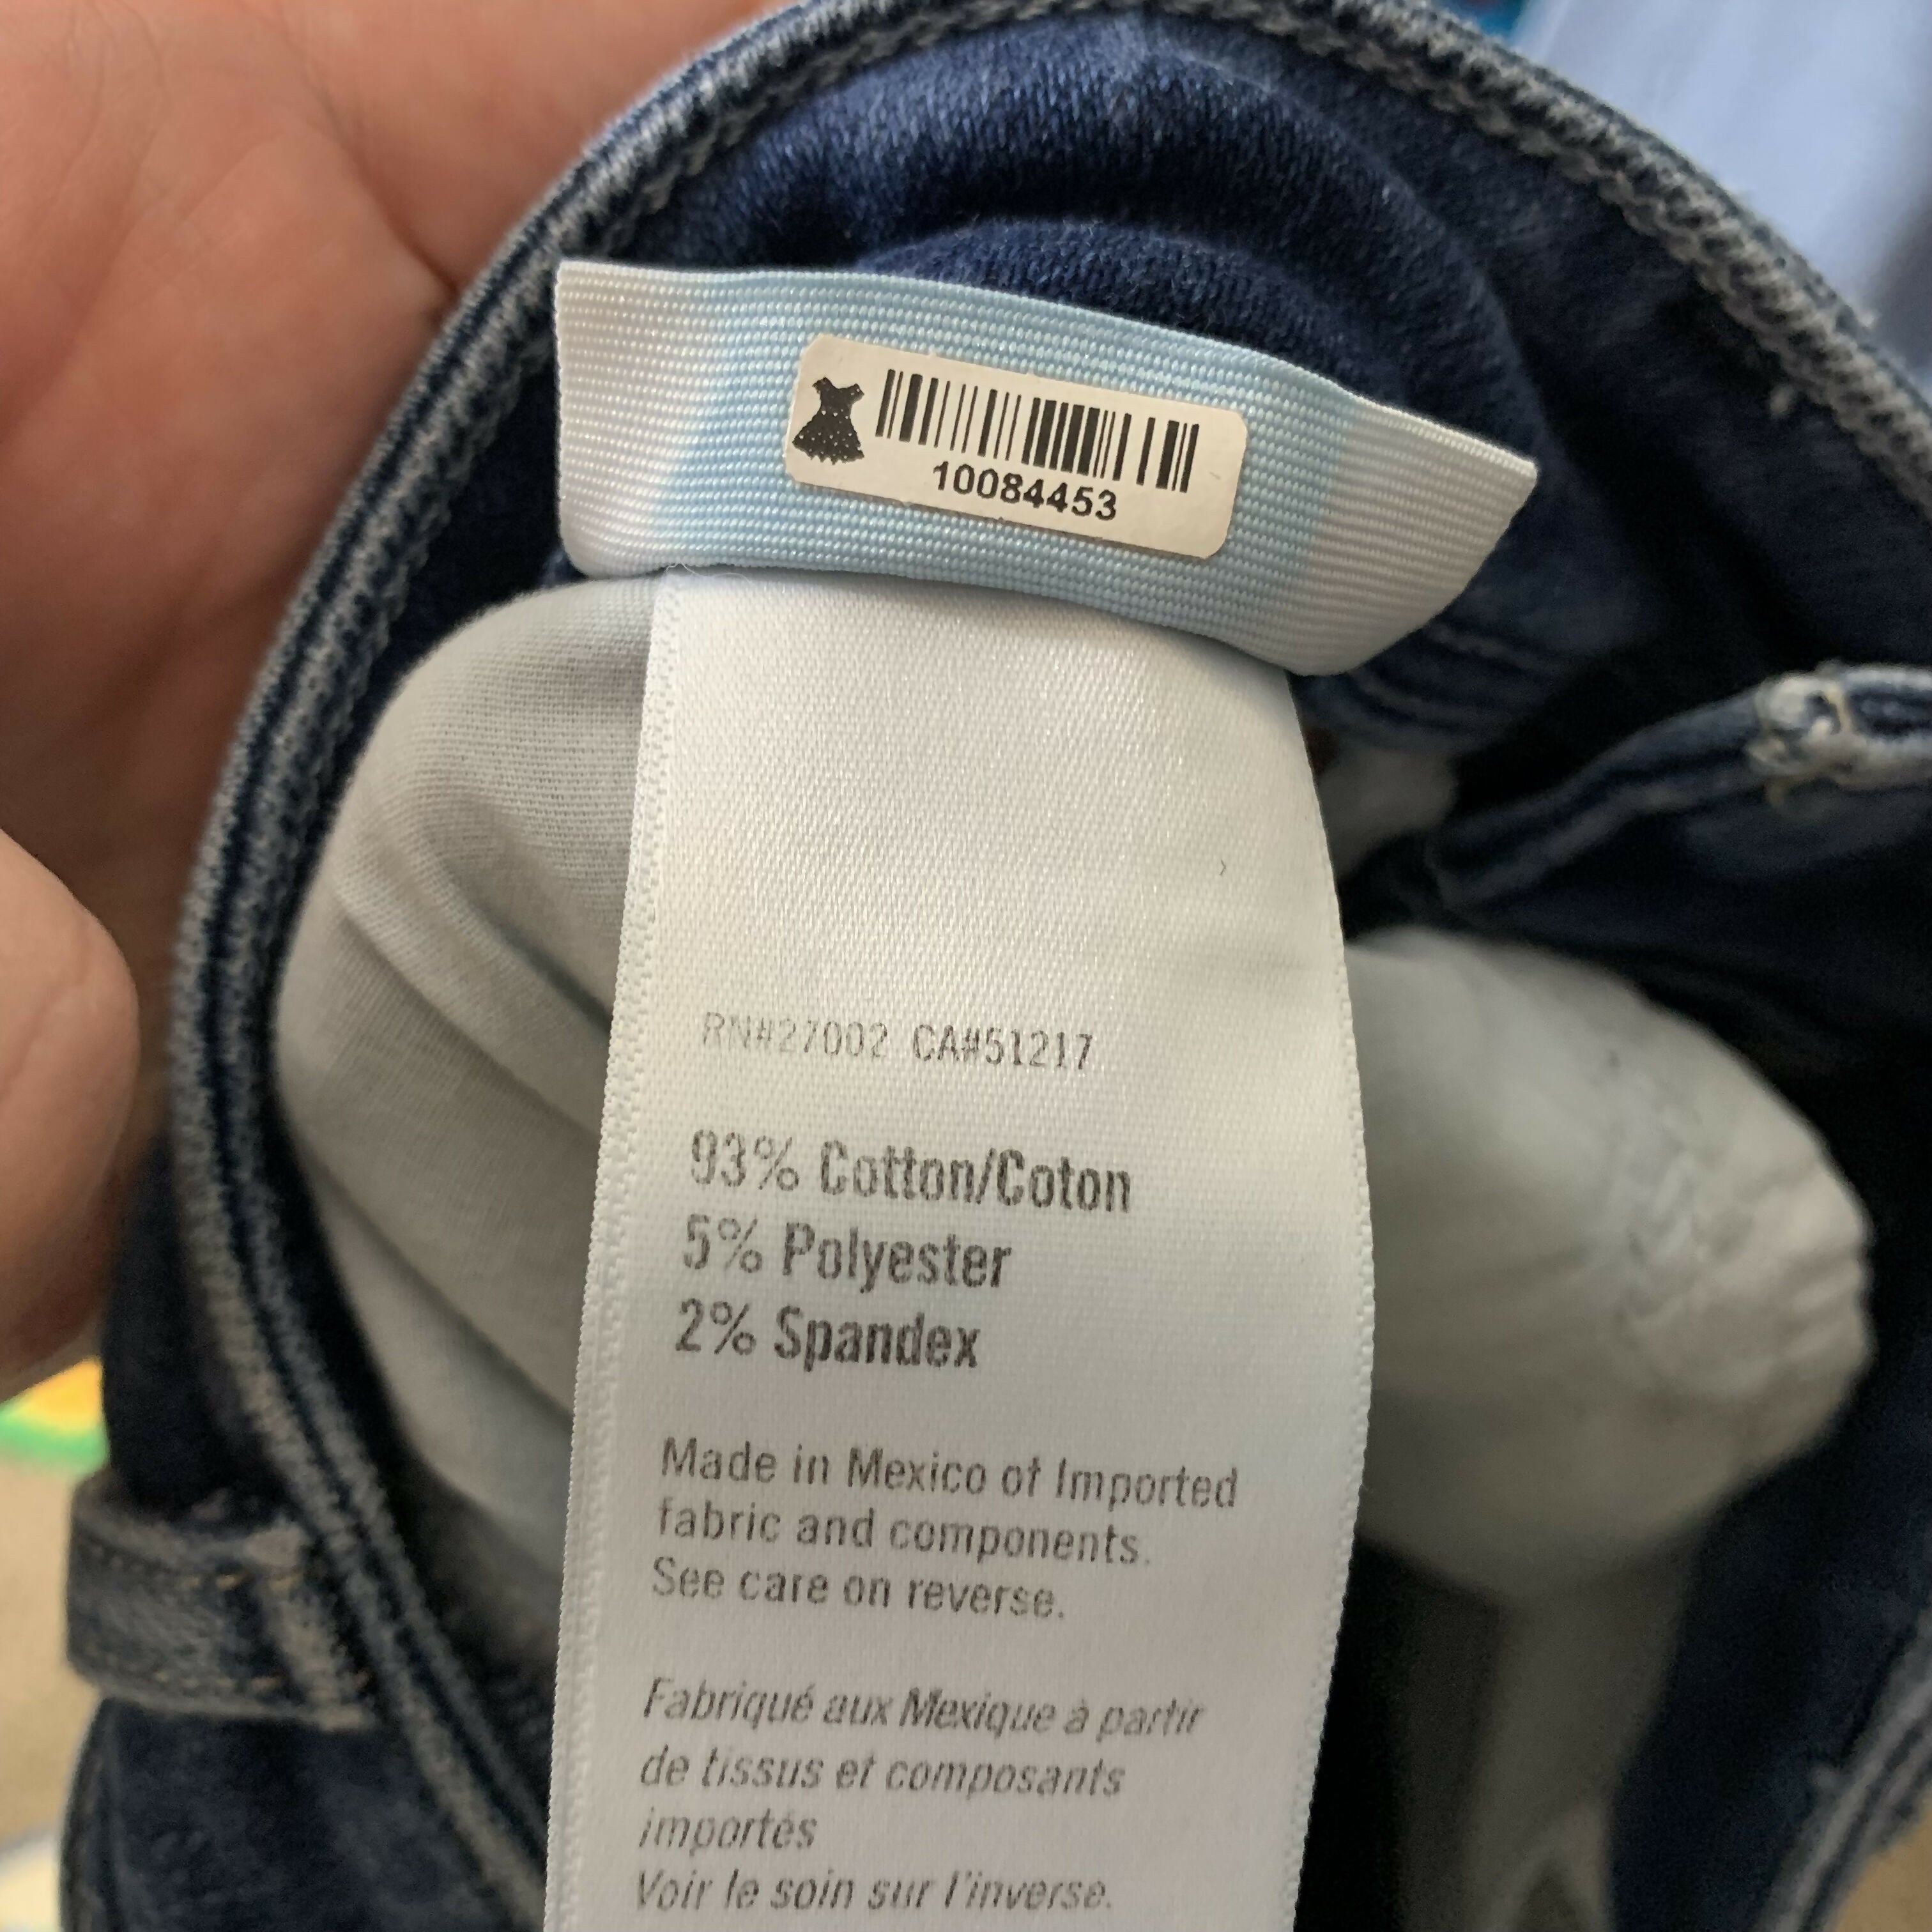 10084453
RN#27002 CA#51217
93% Cotton/Coton
5% Polyester
2% Spandex
Made in Mexico of Imported
fabric and components.
See care on reverse.
Fabriqué aux Mexique à partir
de tissus et composants
importés
Voir le soin sur l'inverse.